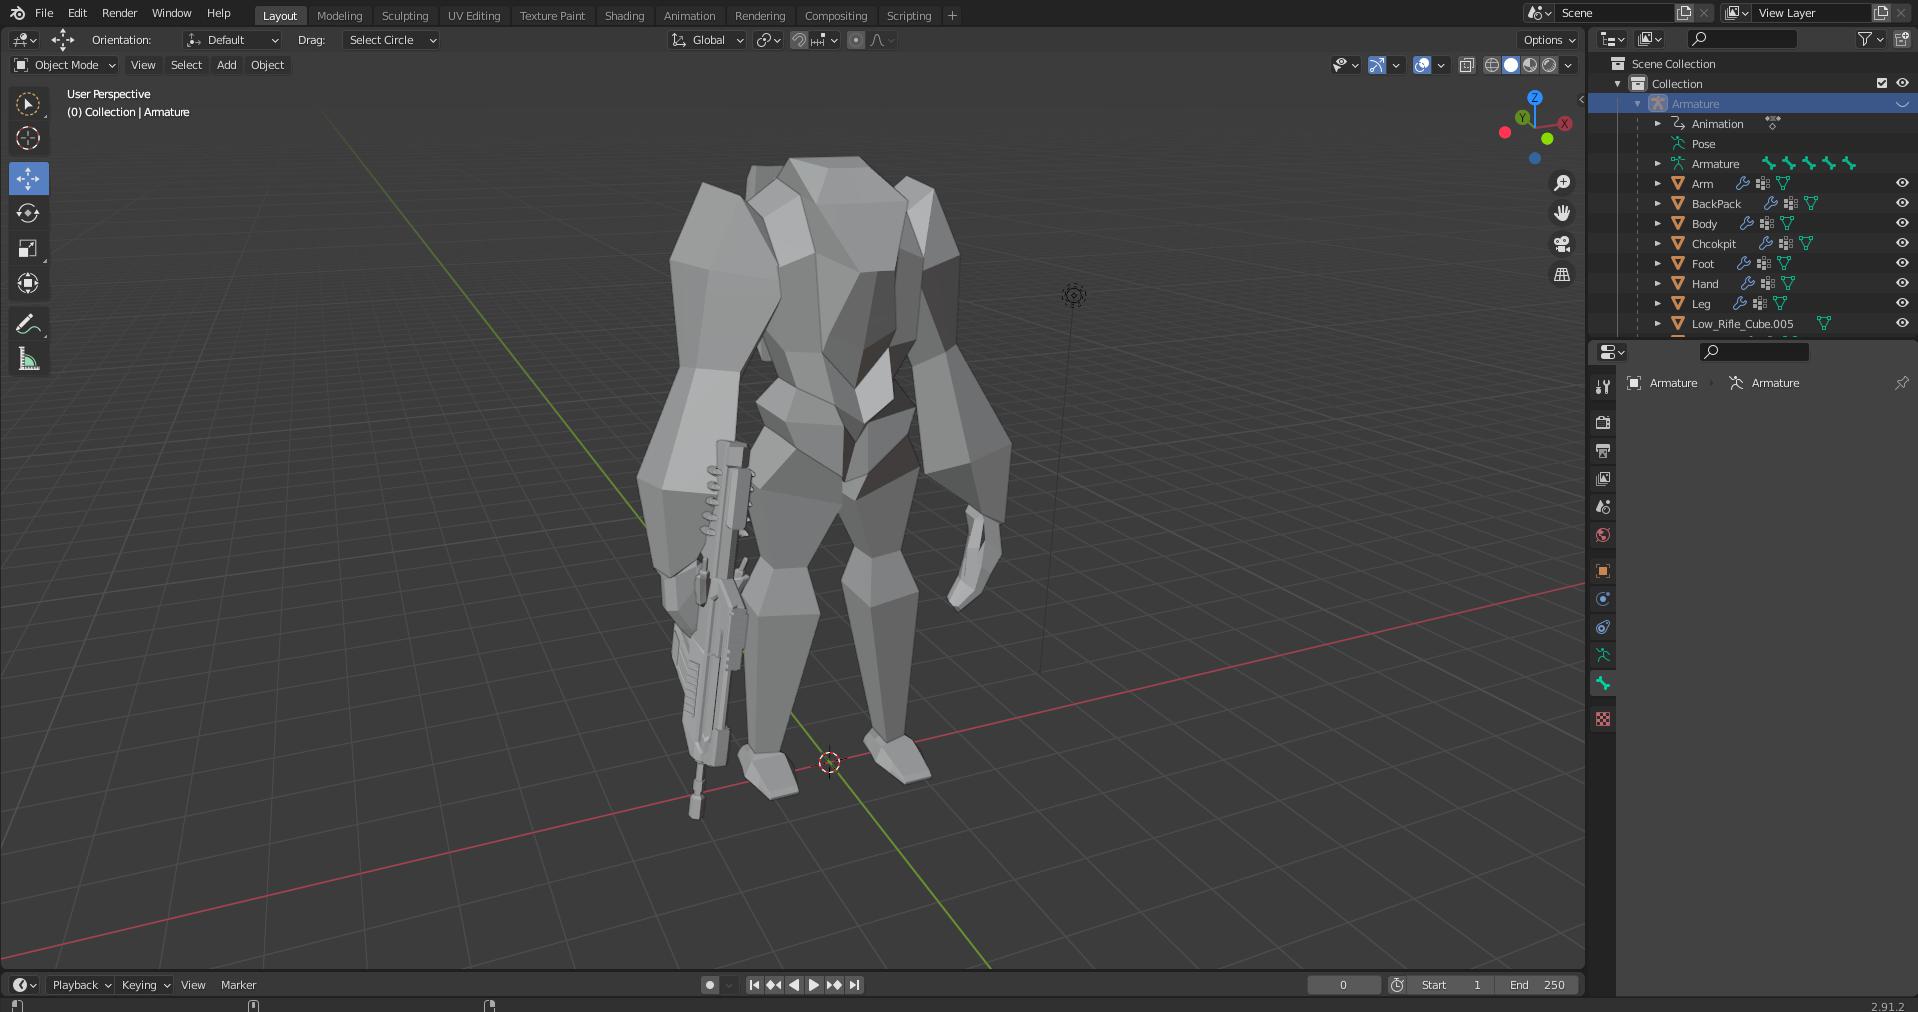 File Edit Render Window Help Layout Modeling Sculpting UV Editing Texture Paint Shading Animation Rendering Compositing Scripting + Scene View Layer
Orientation: Default Drag: Select Circle Global Options
Object Mode View Select Add Object
User Perspective
(0) Collection | Armature
Z
Y
X
Scene Collection
Collection
Armature
Animation
Pose
Armature
Arm
BackPack
Body
Chcokpit
Foot
Hand
Leg
Low_Rifle_Cube.005
Armature Armature
Playback Keying View Marker 0 Start 1 End 250
2.91.2